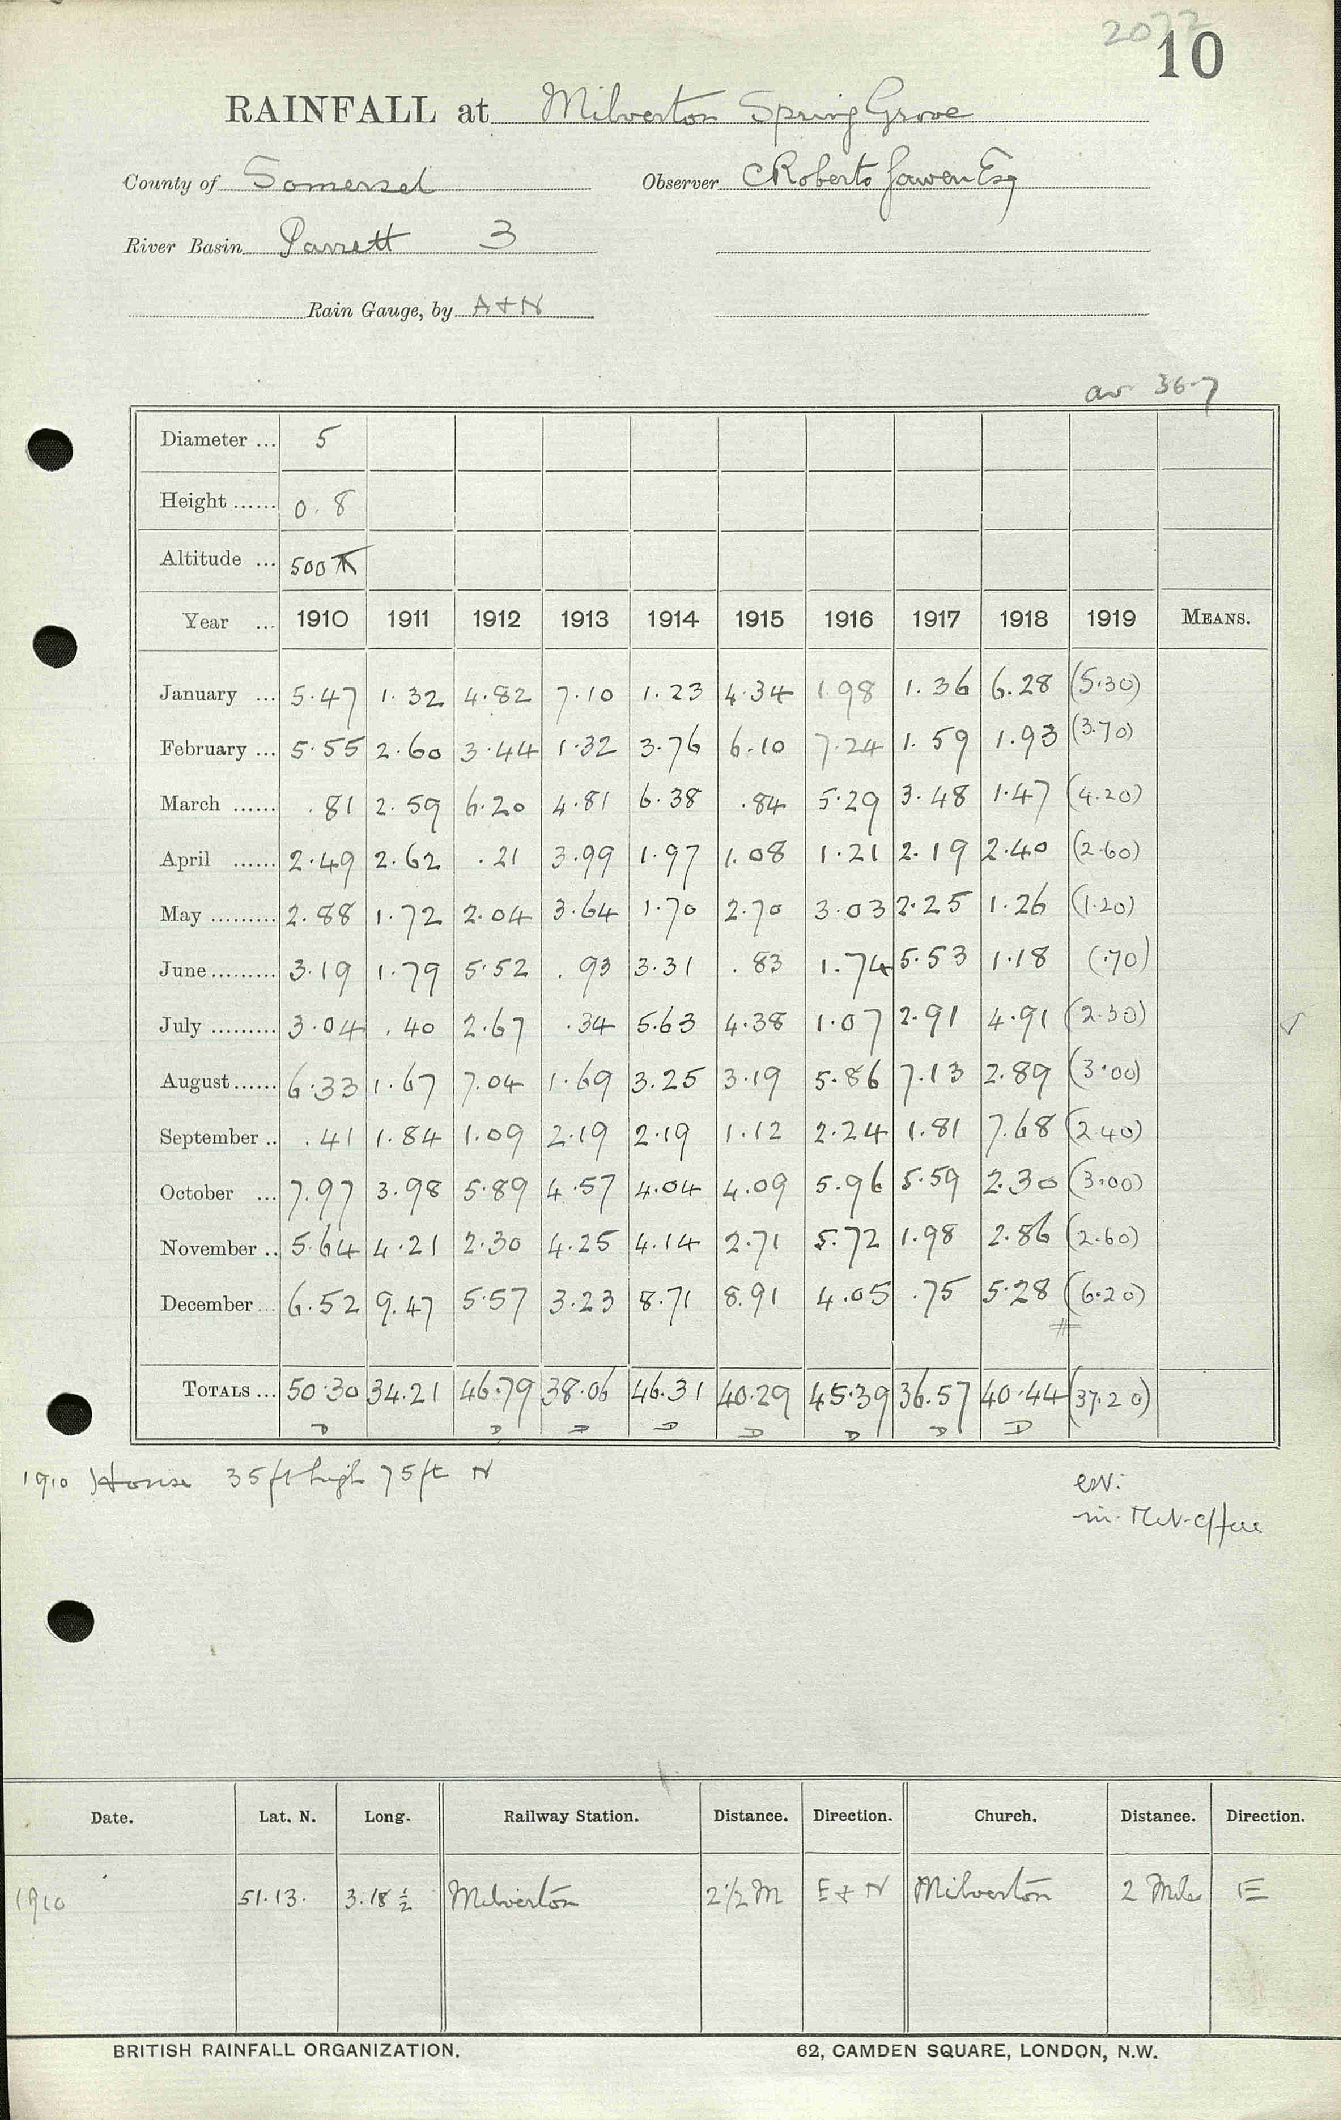 2072
10
RAINFALL at Milverton Spring Grove
County of Somerset Observer C Roberts Gawen Esq
River Basin Parrett 3
Rain Gauge, by A + N
av 36.7
Diameter ... 5
Height ...... 0.8
Altitude ... 500
Year ... 1910 1911 1912 1913 1914 1915 1916 1917 1918 1919 MEANS.
January ... 5.47 1.32 4.82 7.10 1.23 4.34 1.98 1.36 6.28 (5.30)
February ... 5.55 2.60 3.44 1.32 3.76 6.10 7.24 1.59 1.93 (3.70)
March ...... .81 2.59 6.20 4.81 6.38 .84 5.29 3.48 1.47 (4.20)
April ...... 2.49 2.62 .21 3.99 1.97 1.08 1.21 2.19 2.40 (2.60)
May ......... 2.88 1.72 2.04 3.64 1.70 2.70 3.03 2.25 1.26 (1.20)
June ......... 3.19 1.79 5.52 .93 3.31 .83 1.74 5.53 1.18 (.70)
July ......... 3.04 .40 2.67 .34 5.63 4.38 1.07 2.91 4.91 (2.30)
August ...... 6.33 1.67 7.04 1.69 3.25 3.19 5.86 7.13 2.89 (3.00)
September .. .41 1.84 1.09 2.19 2.19 1.12 2.24 1.81 7.68 (2.40)
October ... 7.97 3.98 5.89 4.57 4.04 4.09 5.96 5.59 2.30 (3.00)
November .. 5.64 4.21 2.30 4.25 4.14 2.71 5.72 1.98 2.86 (2.60)
December ... 6.52 9.47 5.57 3.23 8.71 8.91 4.05 .75 5.28 (6.20)
TOTALS ... 50.30 34.21 46.79 38.06 46.31 40.29 45.39 36.57 40.44 (37.20)
D D D D D D D D
1910 House 35 ft high 75 ft N
in Met. Office
Date. Lat. N. Long. Railway Station. Distance. Direction. Church. Distance. Direction.
1910 51.13. 3.18 ½ Milverton 2½ M E + N Milverton 2 Miles E
BRITISH RAINFALL ORGANIZATION. 62, CAMDEN SQUARE, LONDON, N.W.